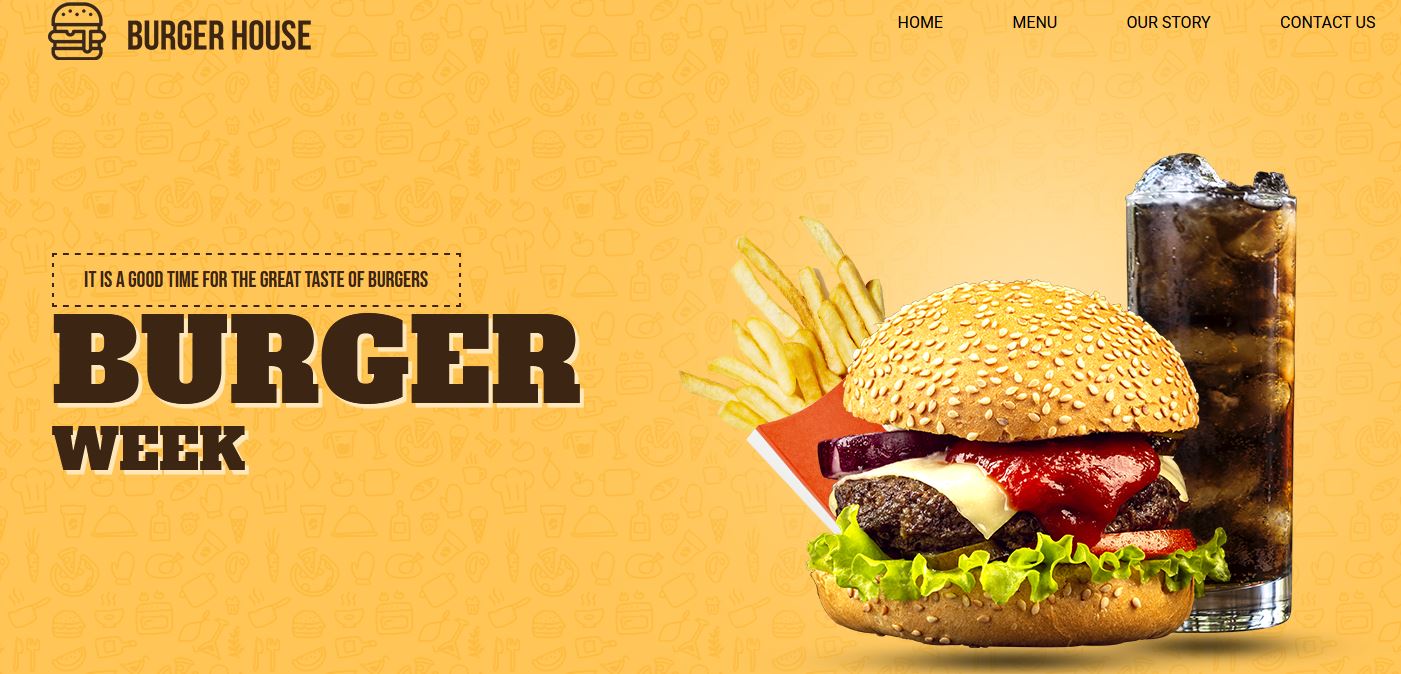 BURGER HOUSE
HOME
MENU
OUR STORY
CONTACT US
IT IS A GOOD TIME FOR THE GREAT TASTE OF BURGERS
BURGER
WEEK